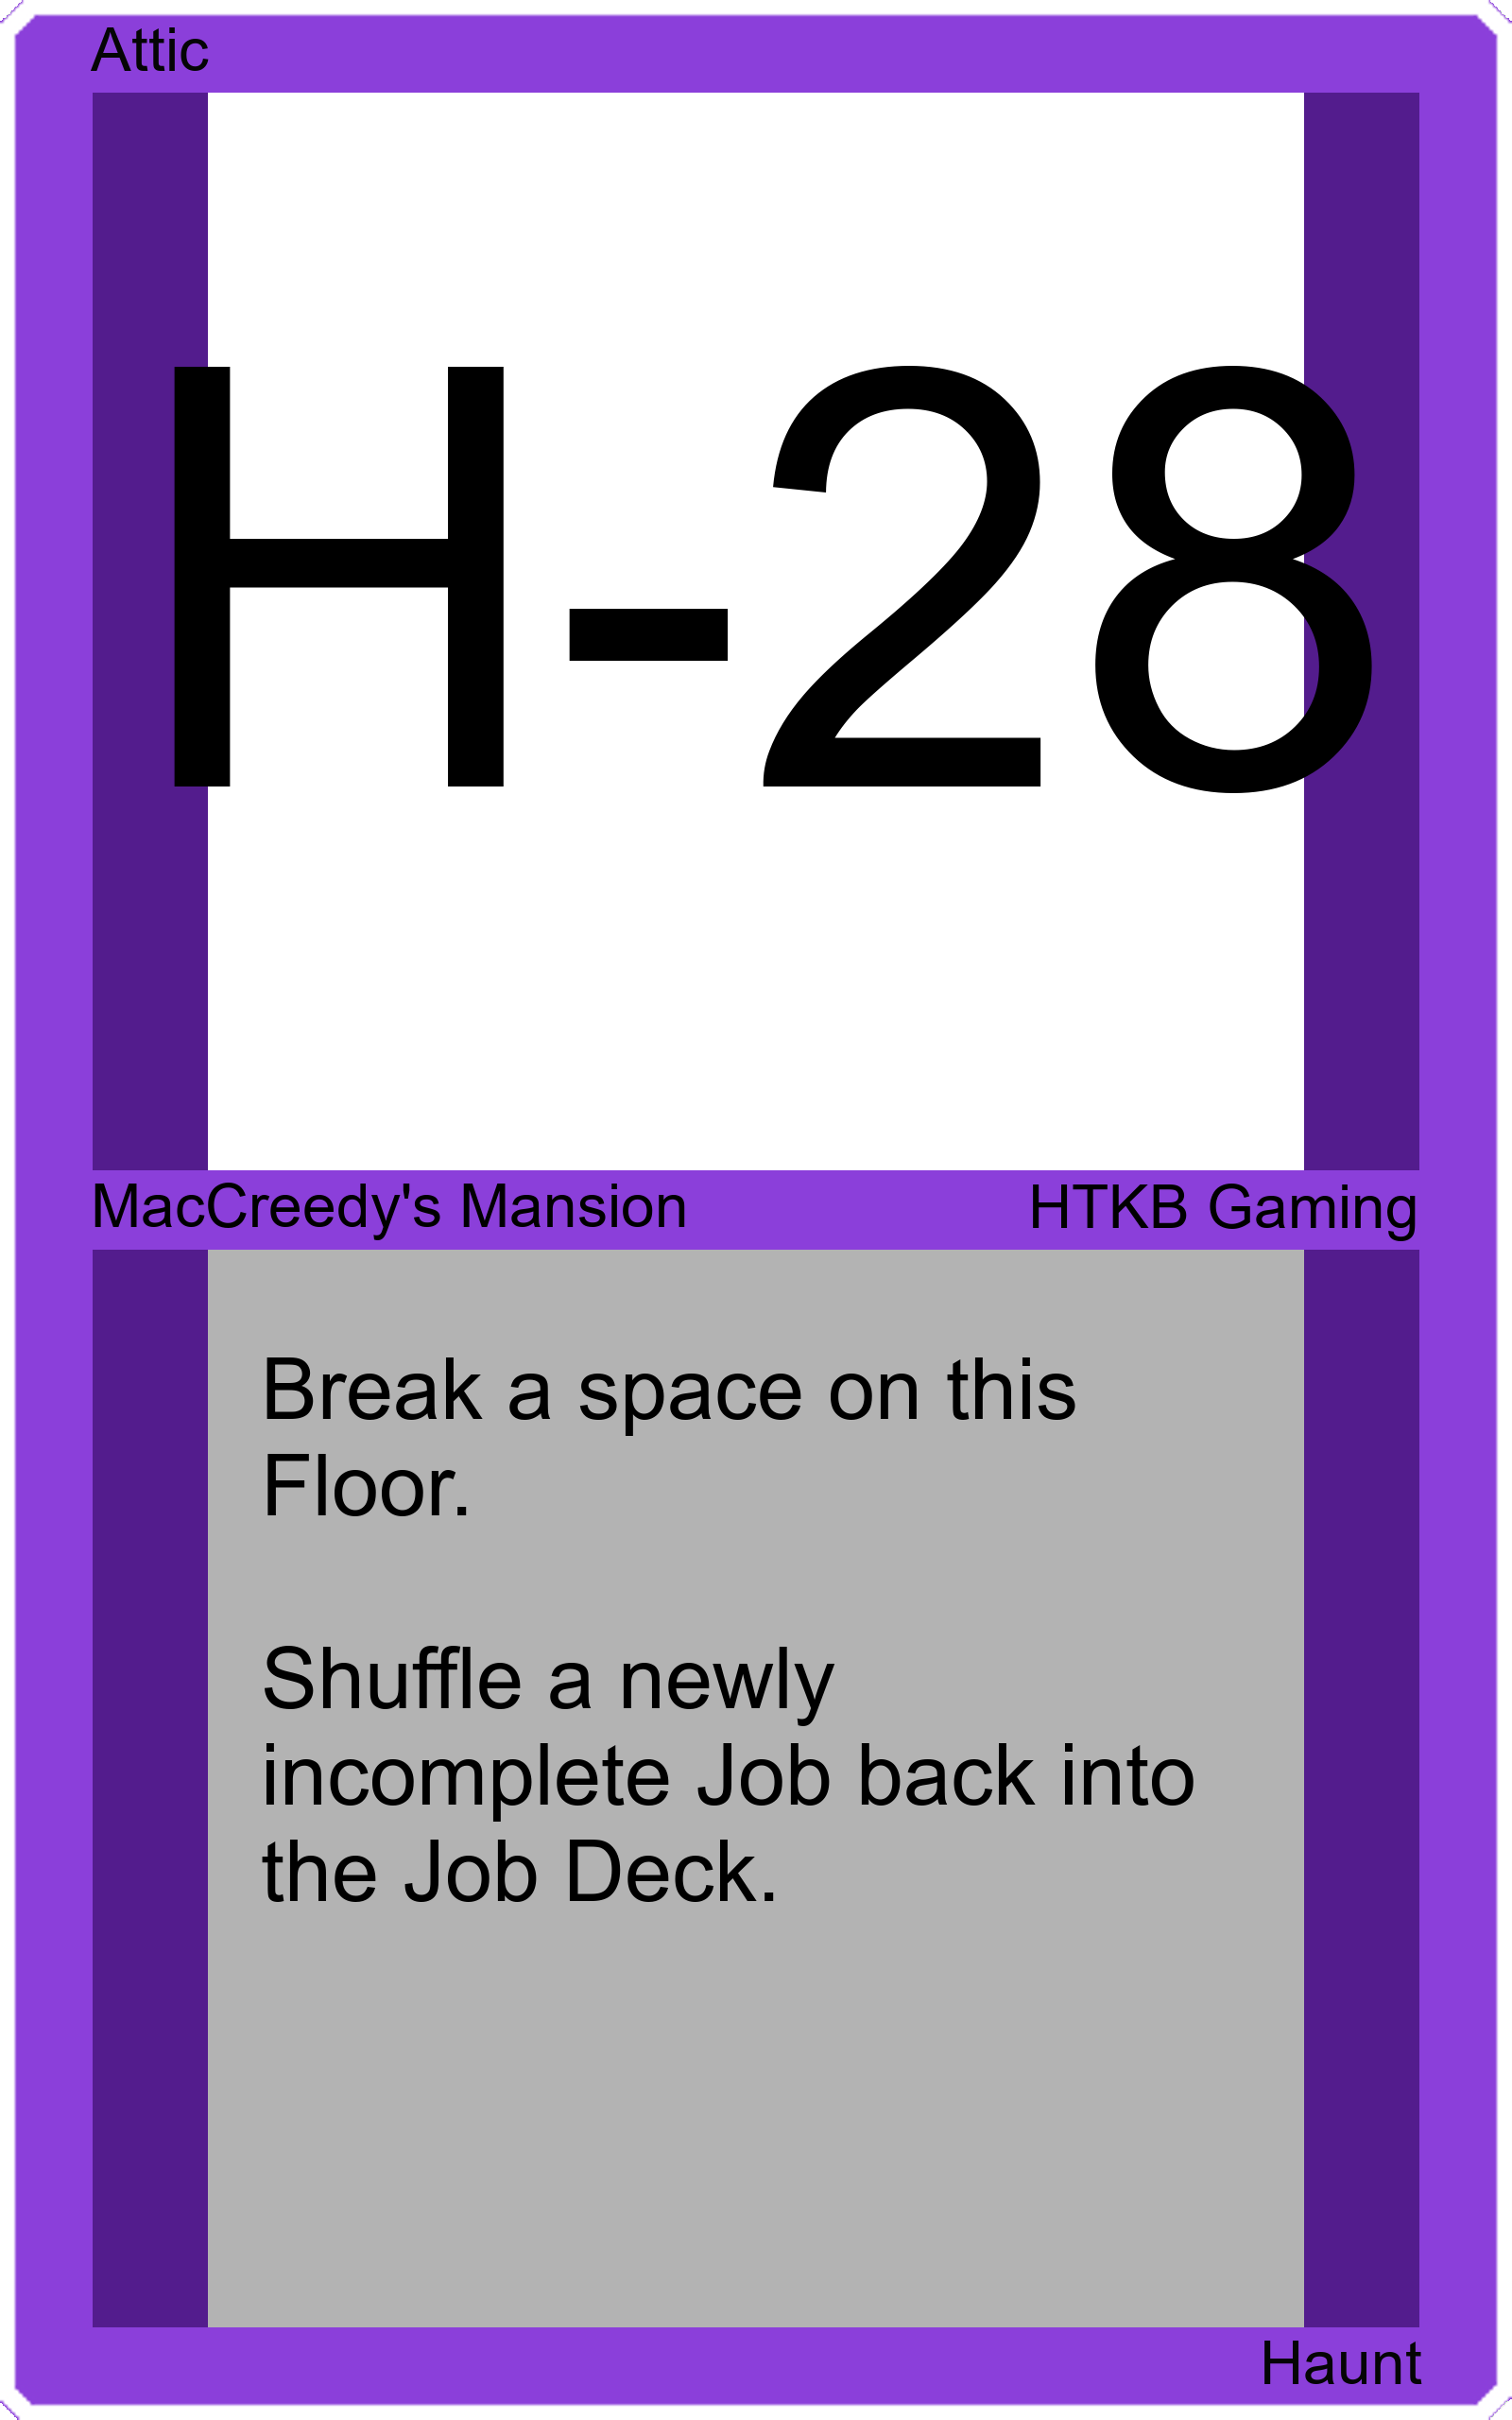 Attic
H-28
MacCreedy's Mansion
HTKB Gaming
Break a space on this
Floor.
Shuffle a newly
incomplete Job back into
the Job Deck.
Haunt